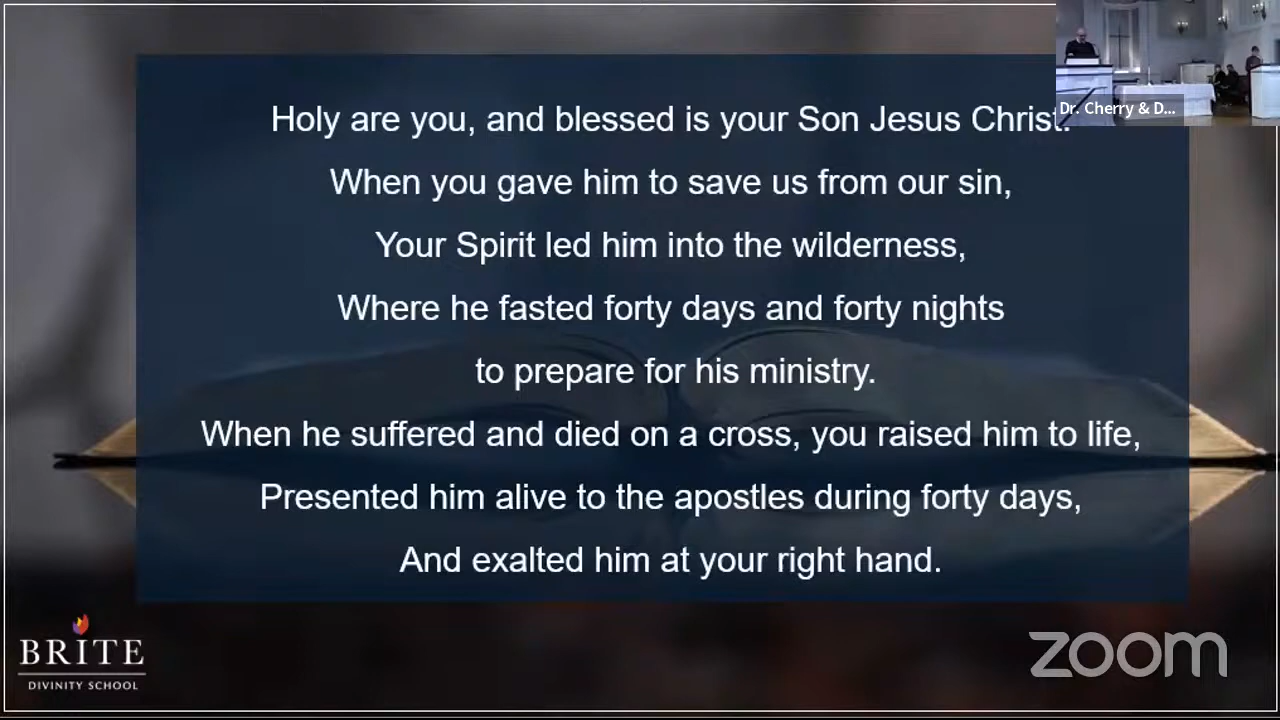 Holy are you, and blessed is your Son Jesus Christ.
When you gave him to save us from our sin,
Your Spirit led him into the wilderness,
Where he fasted forty days and forty nights
to prepare for his ministry.
When he suffered and died on a cross, you raised him to life,
Presented him alive to the apostles during forty days,
And exalted him at your right hand.
Dr. Cherry & D...
BRITE
DIVINITY SCHOOL
zoom